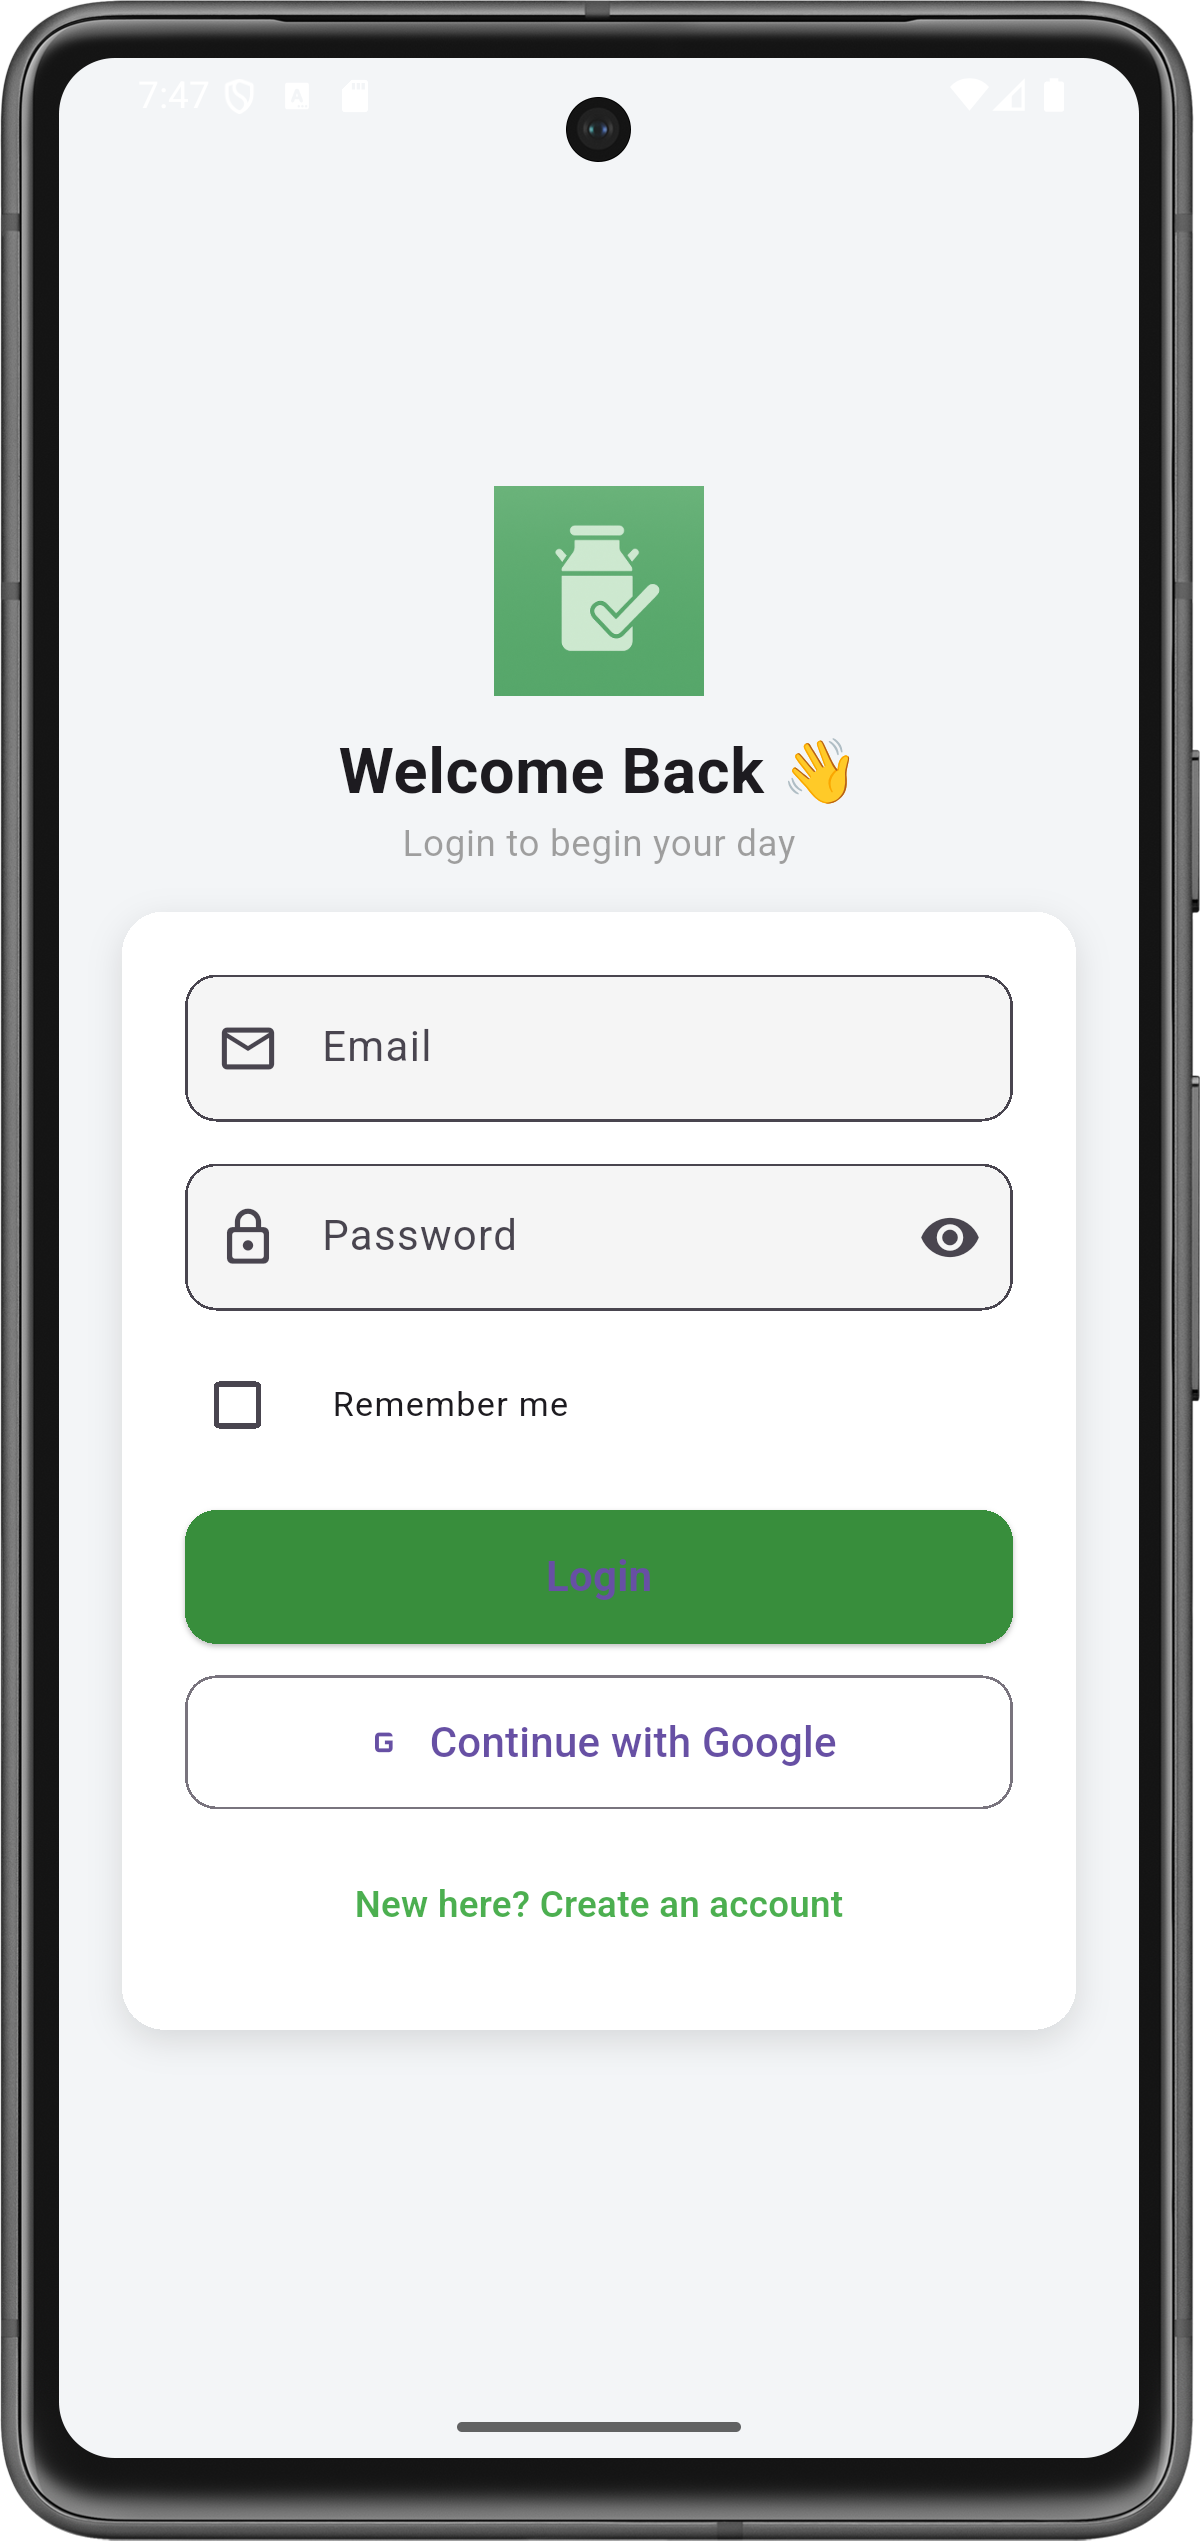 7:47
Welcome Back 👋
Login to begin your day
Email
Password
Remember me
Login
G Continue with Google
New here? Create an account